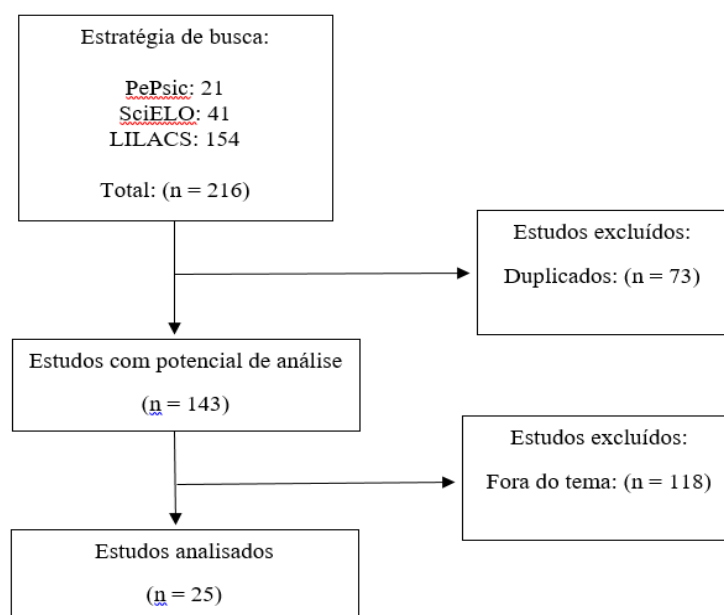 Estratégia de busca:
PePsic: 21
SciELO: 41
LILACS: 154
Total: (n = 216)
Estudos excluídos:
Duplicados: (n = 73)
Estudos com potencial de análise
(n = 143)
Estudos excluídos:
Fora do tema: (n = 118)
Estudos analisados
(n = 25)